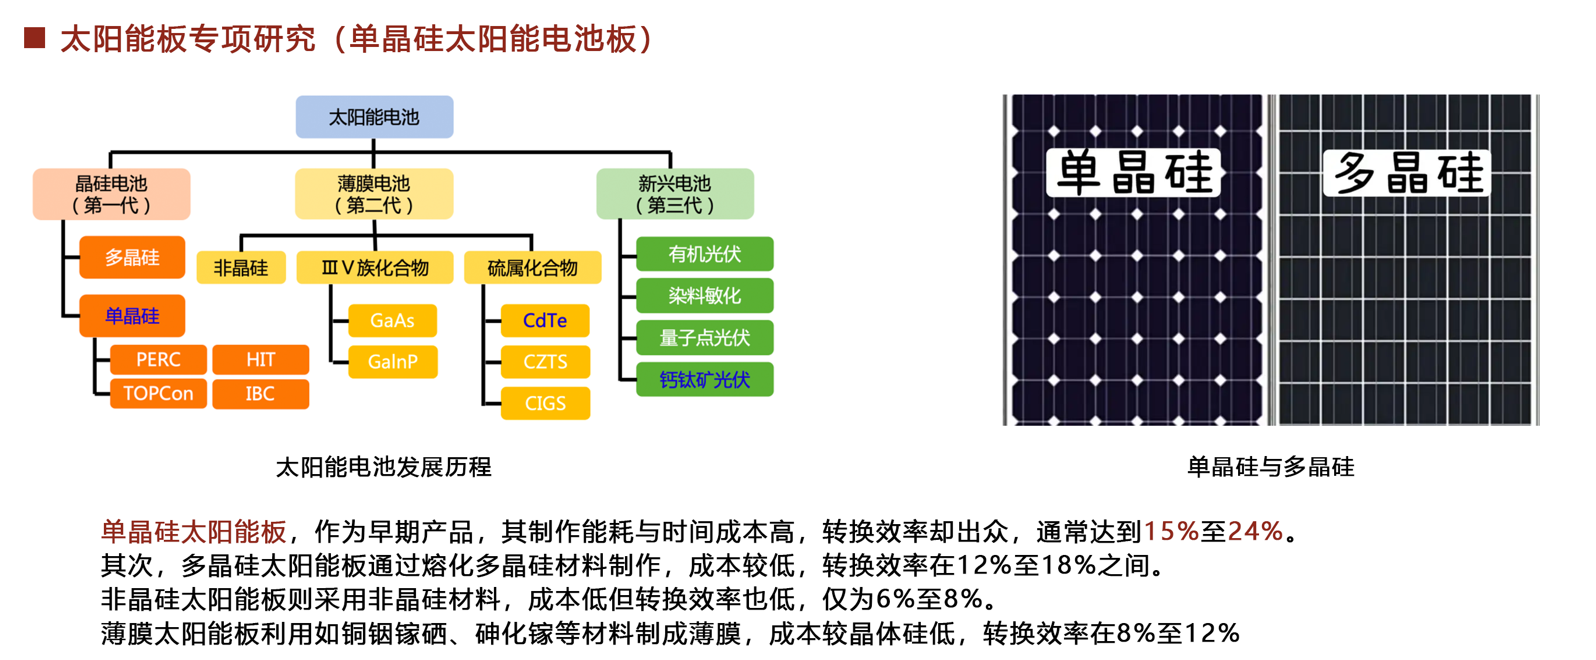 太阳能板专项研究（单晶硅太阳能电池板）
太阳能电池
晶硅电池
（第一代）
薄膜电池
（第二代）
新兴电池
（第三代）
多晶硅
单晶硅
PERC
HIT
TOPCon
IBC
非晶硅
ⅢⅤ族化合物
硫属化合物
GaAs
GaInP
CdTe
CZTS
CIGS
有机光伏
染料敏化
量子点光伏
钙钛矿光伏
太阳能电池发展历程
单晶硅
多晶硅
单晶硅与多晶硅
单晶硅太阳能板，作为早期产品，其制作能耗与时间成本高，转换效率却出众，通常达到15%至24%。
其次，多晶硅太阳能板通过熔化多晶硅材料制作，成本较低，转换效率在12%至18%之间。
非晶硅太阳能板则采用非晶硅材料，成本低但转换效率也低，仅为6%至8%。
薄膜太阳能板利用如铜铟镓硒、砷化镓等材料制成薄膜，成本较晶体硅低，转换效率在8%至12%